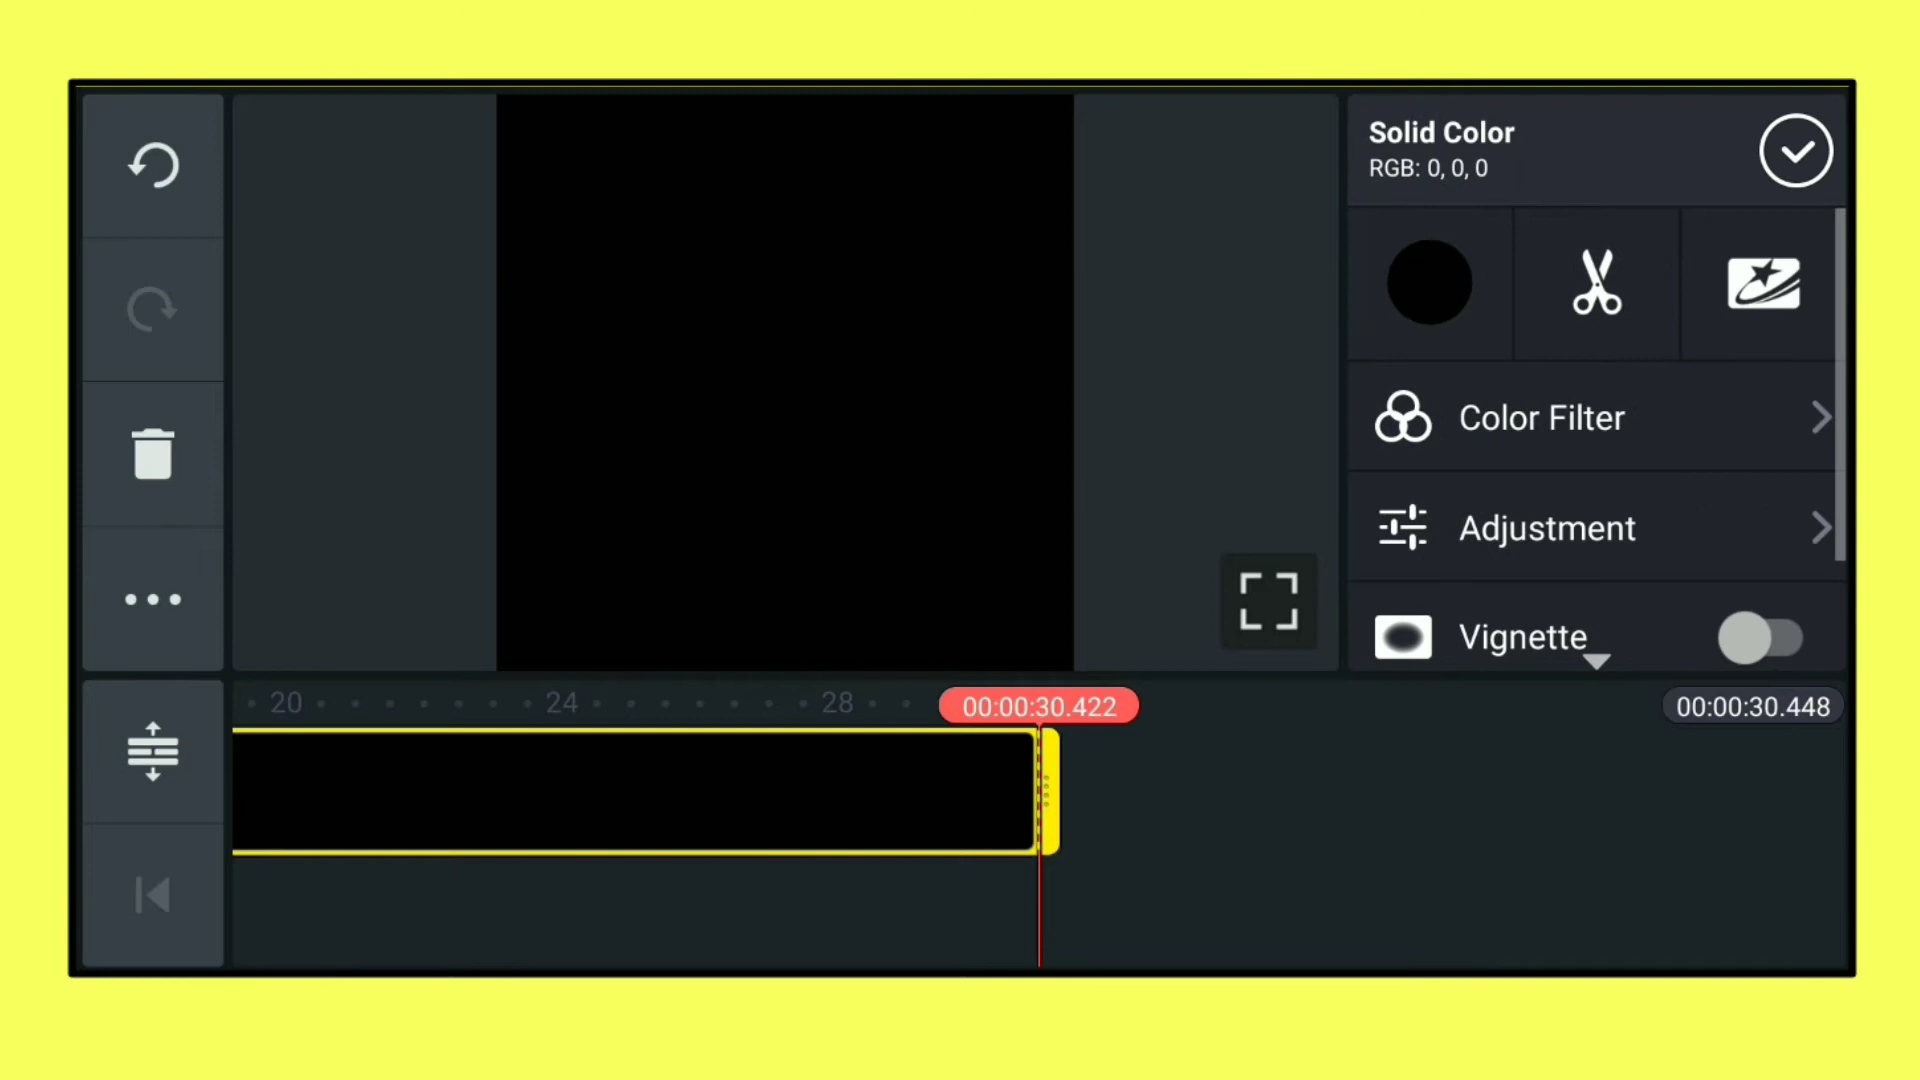 Solid Color
RGB: 0, 0, 0
Color Filter
Adjustment
Vignette
20 24 28 00:00:30.422 00:00:30.448